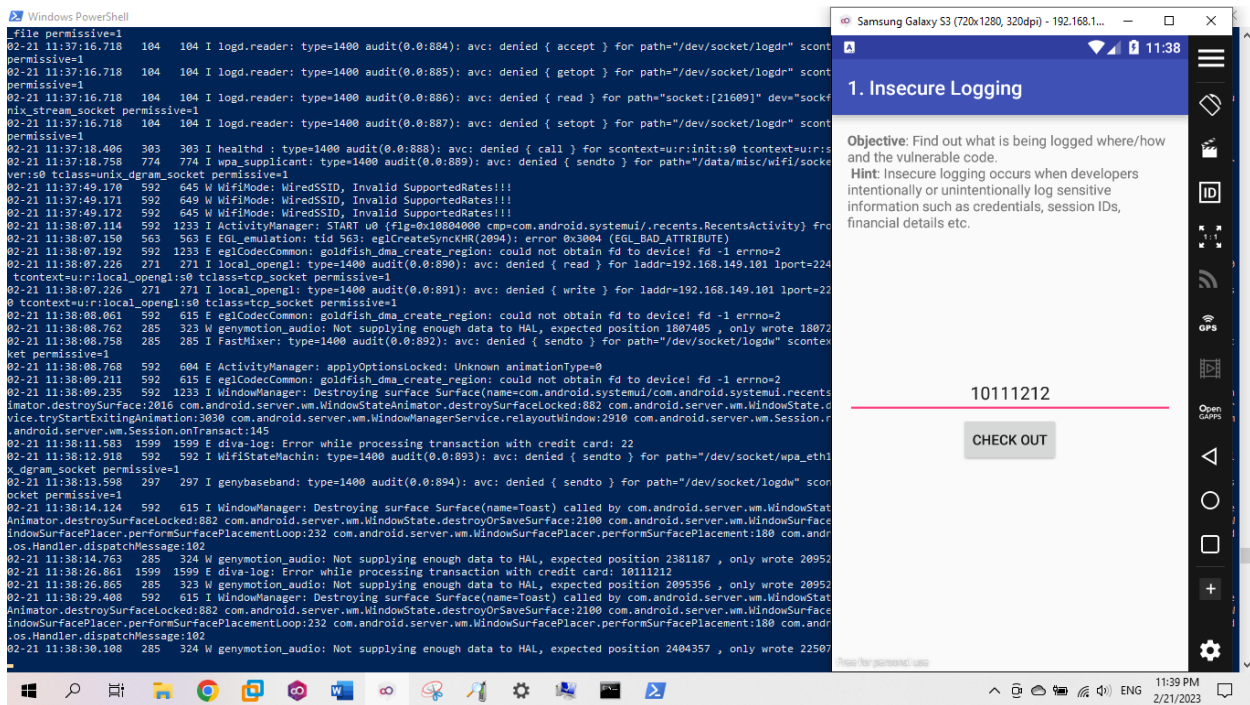 Windows PowerShell
_file permissive=1
02-21 11:37:16.718   104   104 I logd.reader: type=1400 audit(0.0:884): avc: denied { accept } for path="/dev/socket/logdr" scont
permissive=1
02-21 11:37:16.718   104   104 I logd.reader: type=1400 audit(0.0:885): avc: denied { getopt } for path="/dev/socket/logdr" scont
permissive=1
02-21 11:37:16.718   104   104 I logd.reader: type=1400 audit(0.0:886): avc: denied { read } for path="socket:[21609]" dev="sockf
nix_stream_socket permissive=1
02-21 11:37:16.718   104   104 I logd.reader: type=1400 audit(0.0:887): avc: denied { setopt } for path="/dev/socket/logdr" scont
permissive=1
02-21 11:37:18.406   303   303 I healthd : type=1400 audit(0.0:888): avc: denied { call } for scontext=u:r:init:s0 tcontext=u:r:s
02-21 11:37:18.758   774   774 I wpa_supplicant: type=1400 audit(0.0:889): avc: denied { sendto } for path="/data/misc/wifi/socke
ver:s0 tclass=unix_dgram_socket permissive=1
02-21 11:37:49.170   592   645 W WifiMode: WiredSSID, Invalid SupportedRates!!!
02-21 11:37:49.171   592   649 W WifiMode: WiredSSID, Invalid SupportedRates!!!
02-21 11:37:49.172   592   645 W WifiMode: WiredSSID, Invalid SupportedRates!!!
02-21 11:38:07.114   592  1233 I ActivityManager: START u0 {flg=0x10804000 cmp=com.android.systemui/.recents.RecentsActivity} fro
02-21 11:38:07.150   563   563 E EGL_emulation: tid 563: eglCreateSyncKHR(2094): error 0x3004 (EGL_BAD_ATTRIBUTE)
02-21 11:38:07.192   592  1233 E eglCodecCommon: goldfish_dma_create_region: could not obtain fd to device! fd -1 errno=2
02-21 11:38:07.226   271   271 I local_opengl: type=1400 audit(0.0:890): avc: denied { read } for laddr=192.168.149.101 lport=224
 tcontext=u:r:local_opengl:s0 tclass=tcp_socket permissive=1
02-21 11:38:07.226   271   271 I local_opengl: type=1400 audit(0.0:891): avc: denied { write } for laddr=192.168.149.101 lport=22
0 tcontext=u:r:local_opengl:s0 tclass=tcp_socket permissive=1
02-21 11:38:08.061   592   615 E eglCodecCommon: goldfish_dma_create_region: could not obtain fd to device! fd -1 errno=2
02-21 11:38:08.762   285   323 W genymotion_audio: Not supplying enough data to HAL, expected position 1807405 , only wrote 18072
02-21 11:38:08.758   285   285 I FastMixer: type=1400 audit(0.0:892): avc: denied { sendto } for path="/dev/socket/logdw" scontex
ket permissive=1
02-21 11:38:08.768   592   604 E ActivityManager: applyOptionsLocked: Unknown animationType=0
02-21 11:38:09.211   592   615 E eglCodecCommon: goldfish_dma_create_region: could not obtain fd to device! fd -1 errno=2
02-21 11:38:09.235   592  1233 I WindowManager: Destroying surface Surface(name=com.android.systemui/com.android.systemui.recents
imator.destroySurface:2016 com.android.server.wm.WindowStateAnimator.destroySurfaceLocked:882 com.android.server.wm.WindowState.d
vice.tryStartExitingAnimation:3030 com.android.server.wm.WindowManagerService.relayoutWindow:2910 com.android.server.wm.Session.r
.android.server.wm.Session.onTransact:145
02-21 11:38:11.583  1599  1599 E diva-log: Error while processing transaction with credit card: 22
02-21 11:38:12.918   592   592 I WifiStateMachin: type=1400 audit(0.0:893): avc: denied { sendto } for path="/dev/socket/wpa_eth1
x_dgram_socket permissive=1
02-21 11:38:13.598   297   297 I genybaseband: type=1400 audit(0.0:894): avc: denied { sendto } for path="/dev/socket/logdw" scon
ocket permissive=1
02-21 11:38:14.124   592   615 I WindowManager: Destroying surface Surface(name=Toast) called by com.android.server.wm.WindowStat
Animator.destroySurfaceLocked:882 com.android.server.wm.WindowState.destroyOrSaveSurface:2100 com.android.server.wm.WindowSurface
indowSurfacePlacer.performSurfacePlacementLoop:232 com.android.server.wm.WindowSurfacePlacer.performSurfacePlacement:180 com.andr
.os.Handler.dispatchMessage:102
02-21 11:38:14.763   285   324 W genymotion_audio: Not supplying enough data to HAL, expected position 2381187 , only wrote 20952
02-21 11:38:26.861  1599  1599 E diva-log: Error while processing transaction with credit card: 10111212
02-21 11:38:26.865   285   323 W genymotion_audio: Not supplying enough data to HAL, expected position 2095356 , only wrote 20952
02-21 11:38:29.408   592   615 I WindowManager: Destroying surface Surface(name=Toast) called by com.android.server.wm.WindowStat
Animator.destroySurfaceLocked:882 com.android.server.wm.WindowState.destroyOrSaveSurface:2100 com.android.server.wm.WindowSurface
indowSurfacePlacer.performSurfacePlacementLoop:232 com.android.server.wm.WindowSurfacePlacer.performSurfacePlacement:180 com.andr
.os.Handler.dispatchMessage:102
02-21 11:38:30.108   285   324 W genymotion_audio: Not supplying enough data to HAL, expected position 2404357 , only wrote 22507
Samsung Galaxy S3 (720x1280, 320dpi) - 192.168.1...
11:38
1. Insecure Logging
Objective: Find out what is being logged where/how
and the vulnerable code.
Hint: Insecure logging occurs when developers
intentionally or unintentionally log sensitive
information such as credentials, session IDs,
financial details etc.
10111212
CHECK OUT
Free for personal use
ID
1:1
GPS
Open
GAPPS
ENG
11:39 PM
2/21/2023